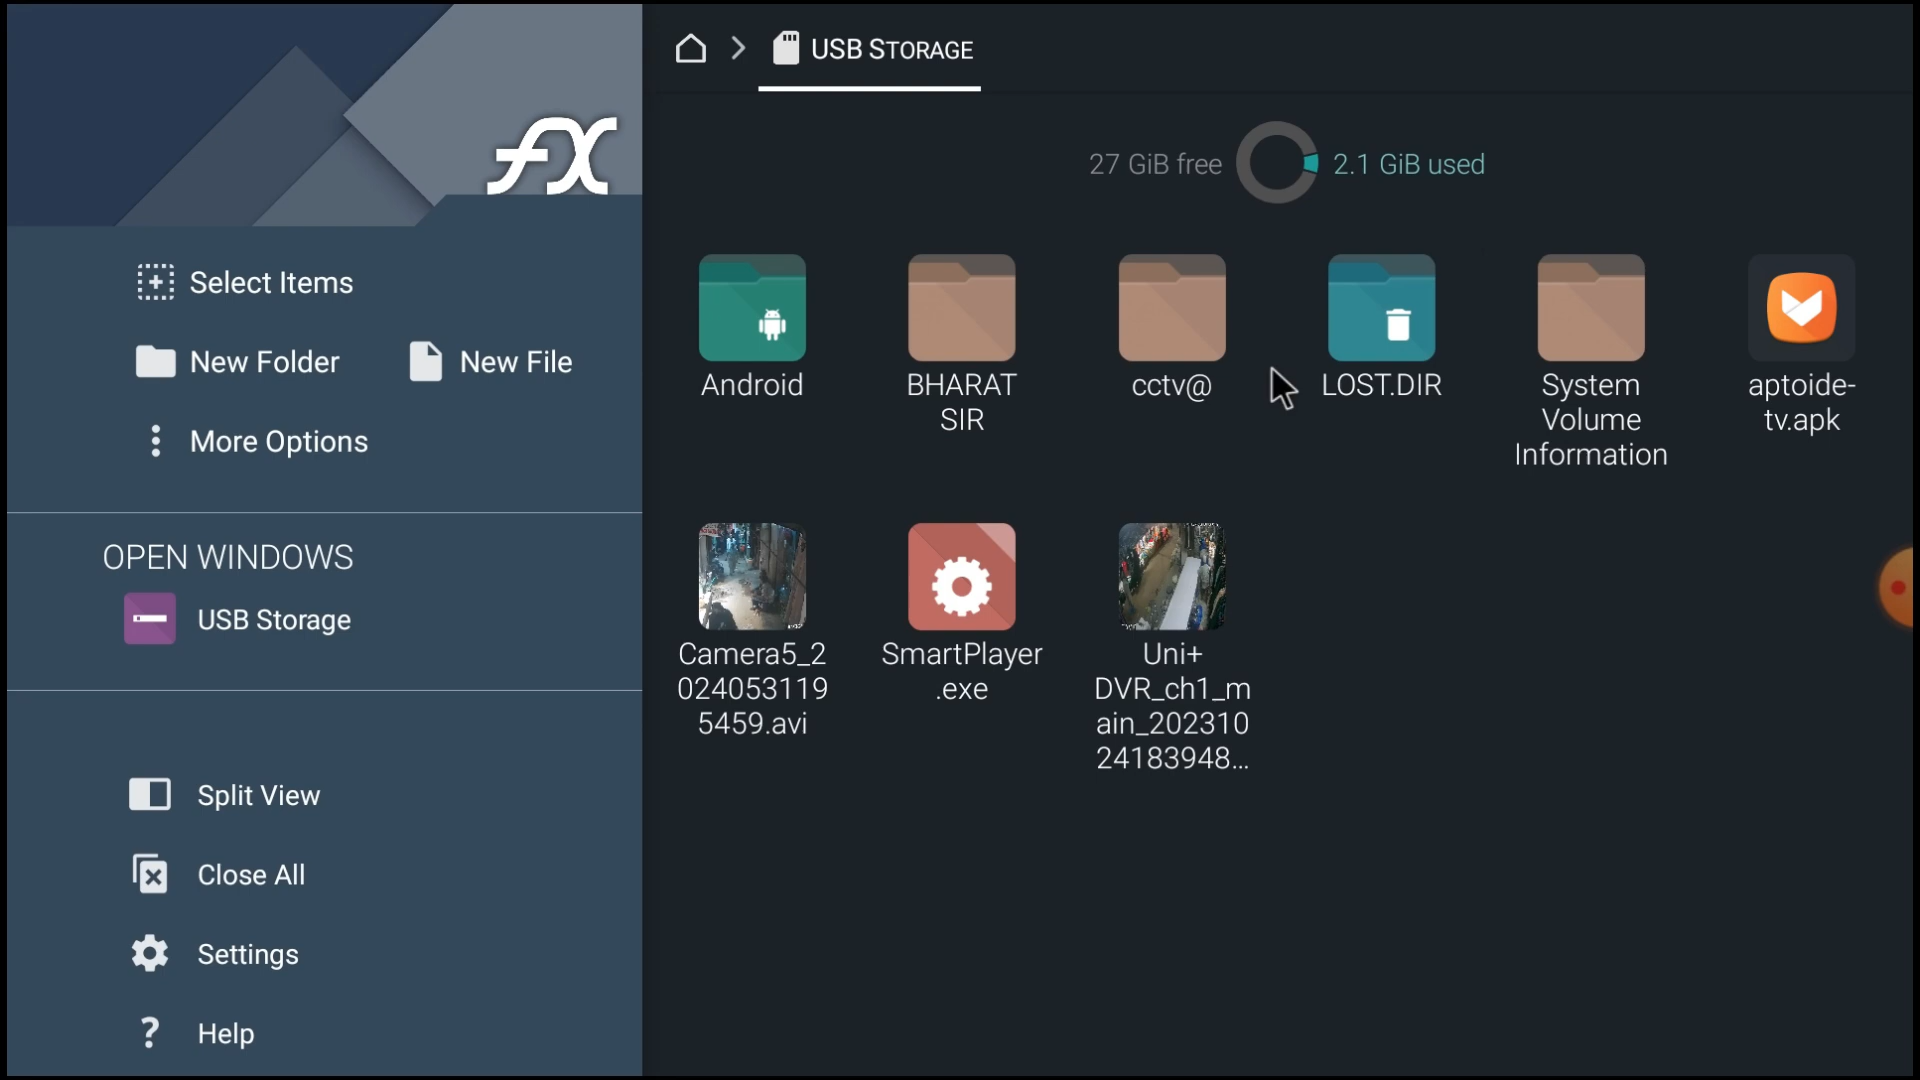 fX
USB STORAGE
27 GiB free
2.1 GiB used
Select Items
New Folder
New File
More Options
OPEN WINDOWS
USB Storage
Split View
Close All
Settings
Help
Android
BHARAT
SIR
cctv@
LOST.DIR
System
Volume
Information
aptoide-
tv.apk
Camera5_2
024053119
5459.avi
SmartPlayer
.exe
Uni+
DVR_ch1_m
ain_202310
24183948...